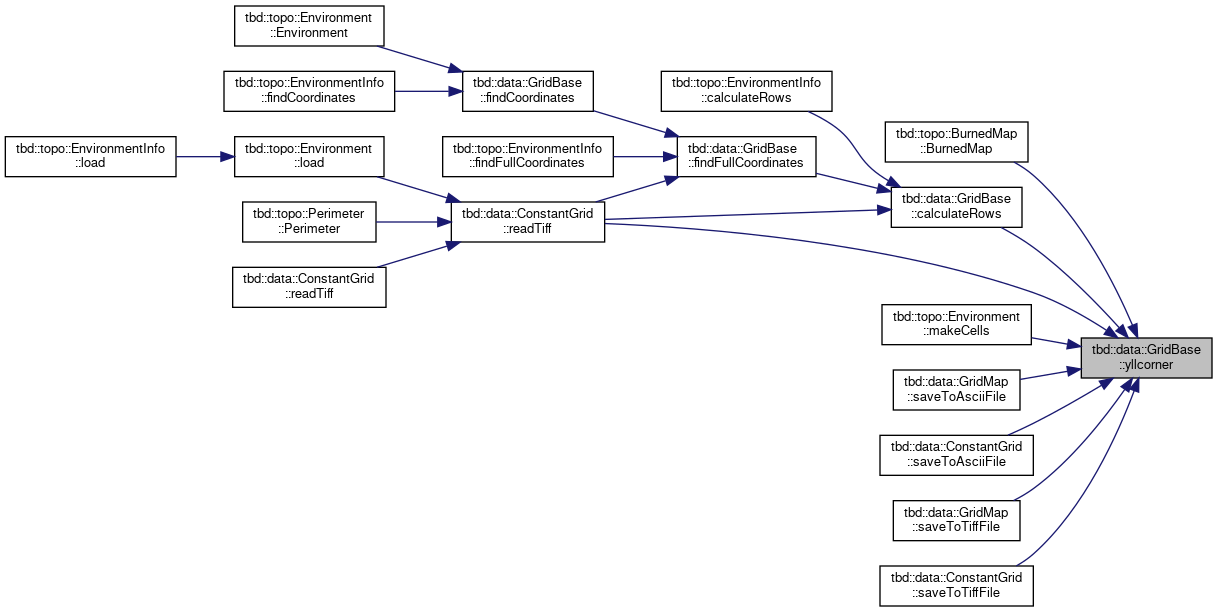 tbd::topo::Environment
::Environment
tbd::topo::EnvironmentInfo
::findCoordinates
tbd::data::GridBase
::findCoordinates
tbd::topo::EnvironmentInfo
::calculateRows
tbd::topo::BurnedMap
::BurnedMap
tbd::topo::EnvironmentInfo
::load
tbd::topo::Environment
::load
tbd::topo::EnvironmentInfo
::findFullCoordinates
tbd::data::GridBase
::findFullCoordinates
tbd::data::GridBase
::calculateRows
tbd::topo::Perimeter
::Perimeter
tbd::data::ConstantGrid
::readTiff
tbd::data::ConstantGrid
::readTiff
tbd::topo::Environment
::makeCells
tbd::data::GridBase
::yllcorner
tbd::data::GridMap
::saveToAsciiFile
tbd::data::ConstantGrid
::saveToAsciiFile
tbd::data::GridMap
::saveToTiffFile
tbd::data::ConstantGrid
::saveToTiffFile